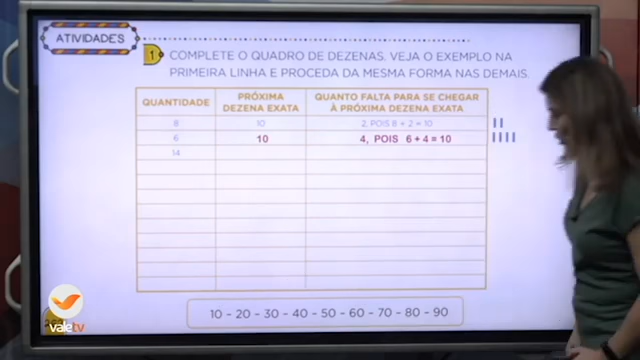 ATIVIDADES
1 COMPLETE O QUADRO DE DEZENAS. VEJA O EXEMPLO NA
PRIMEIRA LINHA E PROCEDA DA MESMA FORMA NAS DEMAIS.
QUANTIDADE
PRÓXIMA
DEZENA EXATA
QUANTO FALTA PARA SE CHEGAR
À PRÓXIMA DEZENA EXATA
8 10 2, POIS 8 + 2 = 10
6 10 4, POIS 6 + 4 = 10
14
10 - 20 - 30 - 40 - 50 - 60 - 70 - 80 - 90
valetv